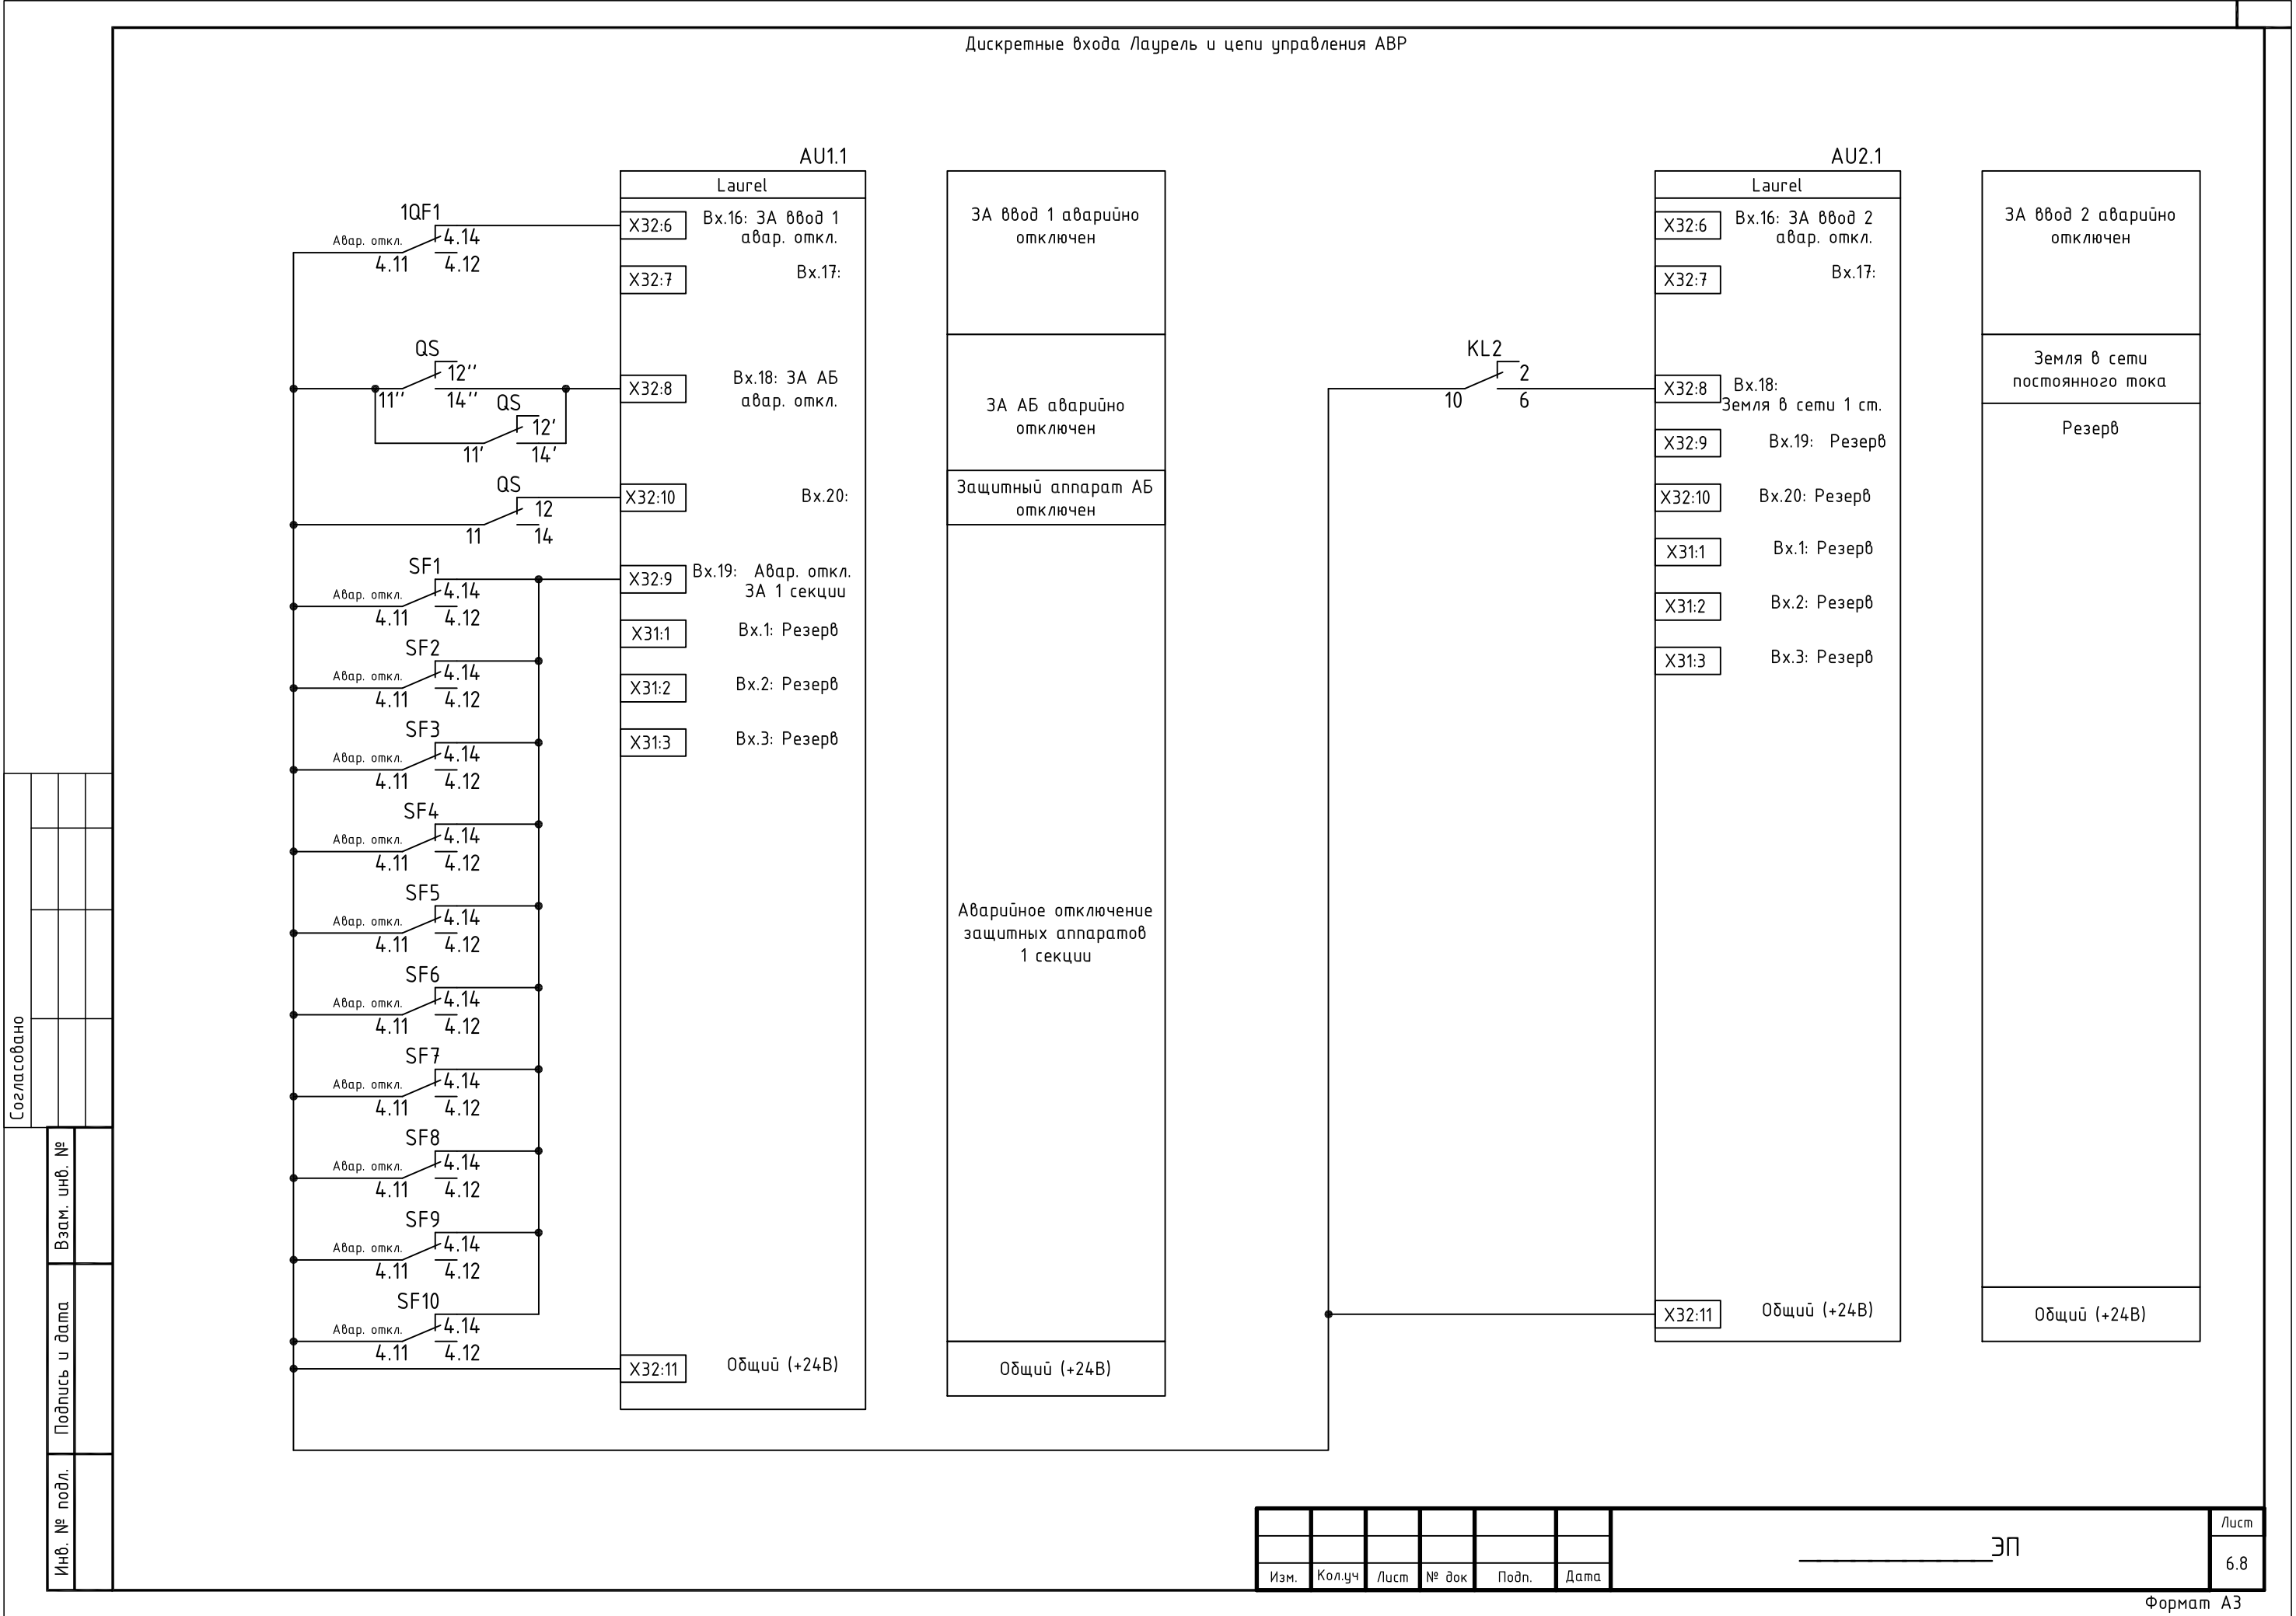 Дискретные входа Лаурель и цепи управления АВР
AU1.1
Laurel
1QF1
Авар. откл.
4.14
4.11
4.12
X32:6
Вх.16: ЗА ввод 1
авар. откл.
X32:7
Вх.17:
QS
12''
11''
14''
QS
12'
11'
14'
X32:8
Вх.18: ЗА АБ
авар. откл.
QS
12
11
14
X32:10
Вх.20:
SF1
Авар. откл.
4.14
4.11
4.12
X32:9
Вх.19: Авар. откл.
ЗА 1 секции
X31:1
Вх.1: Резерв
SF2
Авар. откл.
4.14
4.11
4.12
X31:2
Вх.2: Резерв
SF3
Авар. откл.
4.14
4.11
4.12
X31:3
Вх.3: Резерв
SF4
Авар. откл.
4.14
4.11
4.12
SF5
Авар. откл.
4.14
4.11
4.12
SF6
Авар. откл.
4.14
4.11
4.12
SF7
Авар. откл.
4.14
4.11
4.12
SF8
Авар. откл.
4.14
4.11
4.12
SF9
Авар. откл.
4.14
4.11
4.12
SF10
Авар. откл.
4.14
4.11
4.12
X32:11
Общий (+24В)
ЗА ввод 1 аварийно
отключен
ЗА АБ аварийно
отключен
Защитный аппарат АБ
отключен
Аварийное отключение
защитных аппаратов
1 секции
Общий (+24В)
AU2.1
Laurel
X32:6
Вх.16: ЗА ввод 2
авар. откл.
X32:7
Вх.17:
KL2
2
10
6
X32:8
Вх.18:
Земля в сети 1 ст.
X32:9
Вх.19: Резерв
X32:10
Вх.20: Резерв
X31:1
Вх.1: Резерв
X31:2
Вх.2: Резерв
X31:3
Вх.3: Резерв
X32:11
Общий (+24В)
ЗА ввод 2 аварийно
отключен
Земля в сети
постоянного тока
Резерв
Общий (+24В)
Согласовано
Взам. инв. №
Подпись и дата
Инв. № подл.
Изм.
Кол.уч
Лист
№ док
Подп.
Дата
_______________ЭП
Лист
6.8
Формат А3